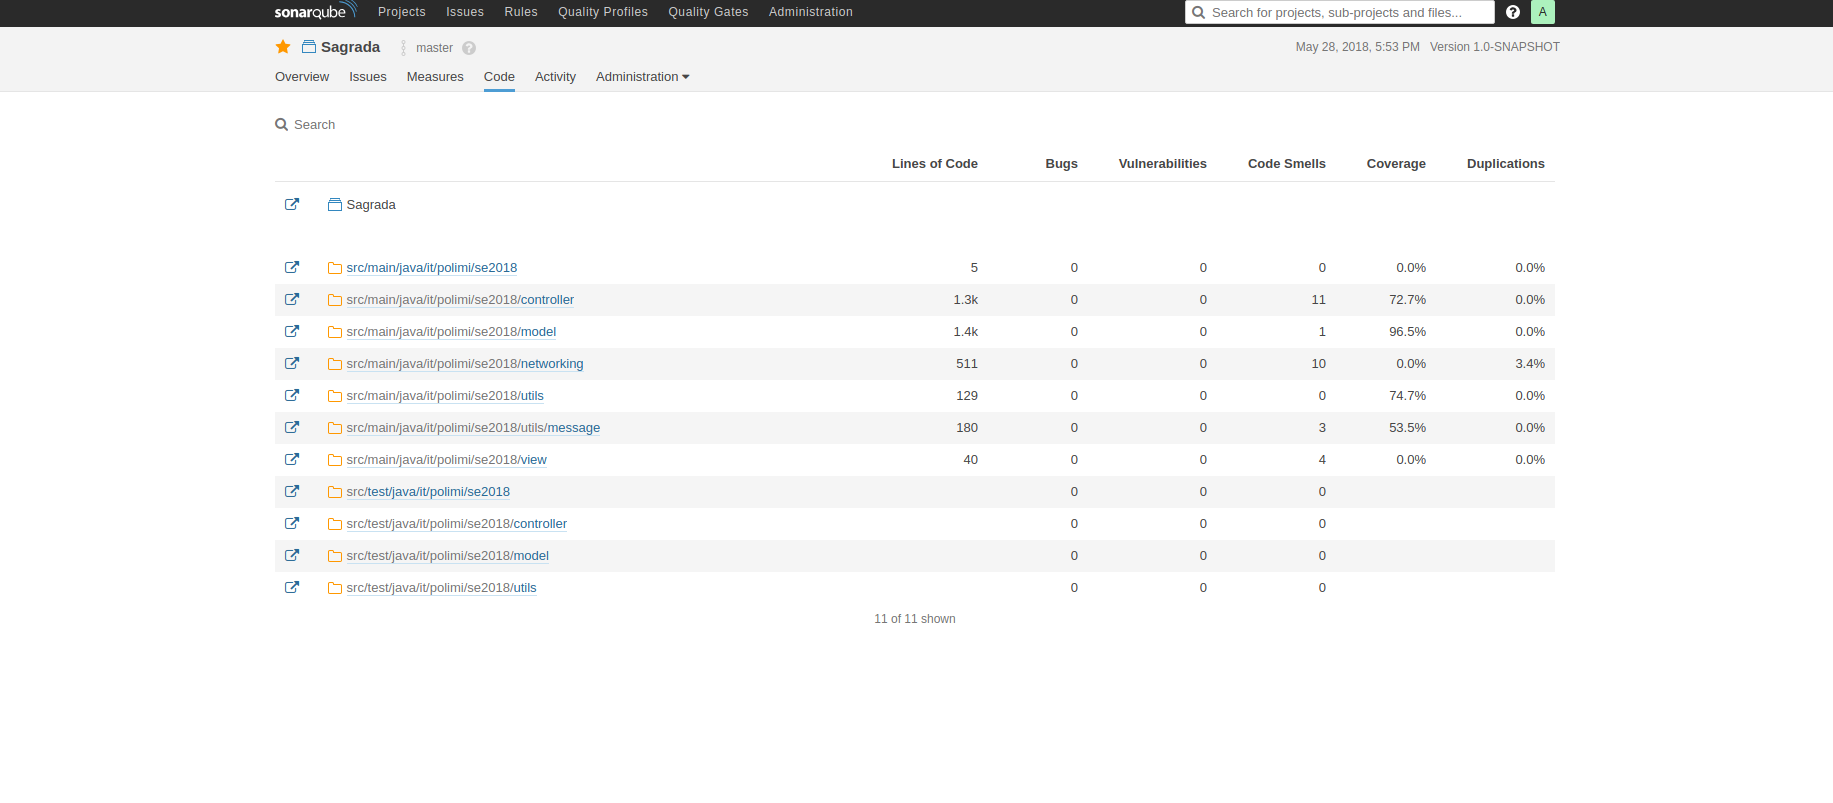 sonarqube Projects Issues Rules Quality Profiles Quality Gates Administration Search for projects, sub-projects and files... ? A
Sagrada master ? May 28, 2018, 5:53 PM Version 1.0-SNAPSHOT
Overview Issues Measures Code Activity Administration
Search
Lines of Code Bugs Vulnerabilities Code Smells Coverage Duplications
Sagrada
src/main/java/it/polimi/se2018 5 0 0 0 0.0% 0.0%
src/main/java/it/polimi/se2018/controller 1.3k 0 0 11 72.7% 0.0%
src/main/java/it/polimi/se2018/model 1.4k 0 0 1 96.5% 0.0%
src/main/java/it/polimi/se2018/networking 511 0 0 10 0.0% 3.4%
src/main/java/it/polimi/se2018/utils 129 0 0 0 74.7% 0.0%
src/main/java/it/polimi/se2018/utils/message 180 0 0 3 53.5% 0.0%
src/main/java/it/polimi/se2018/view 40 0 0 4 0.0% 0.0%
src/test/java/it/polimi/se2018 0 0 0
src/test/java/it/polimi/se2018/controller 0 0 0
src/test/java/it/polimi/se2018/model 0 0 0
src/test/java/it/polimi/se2018/utils 0 0 0
11 of 11 shown